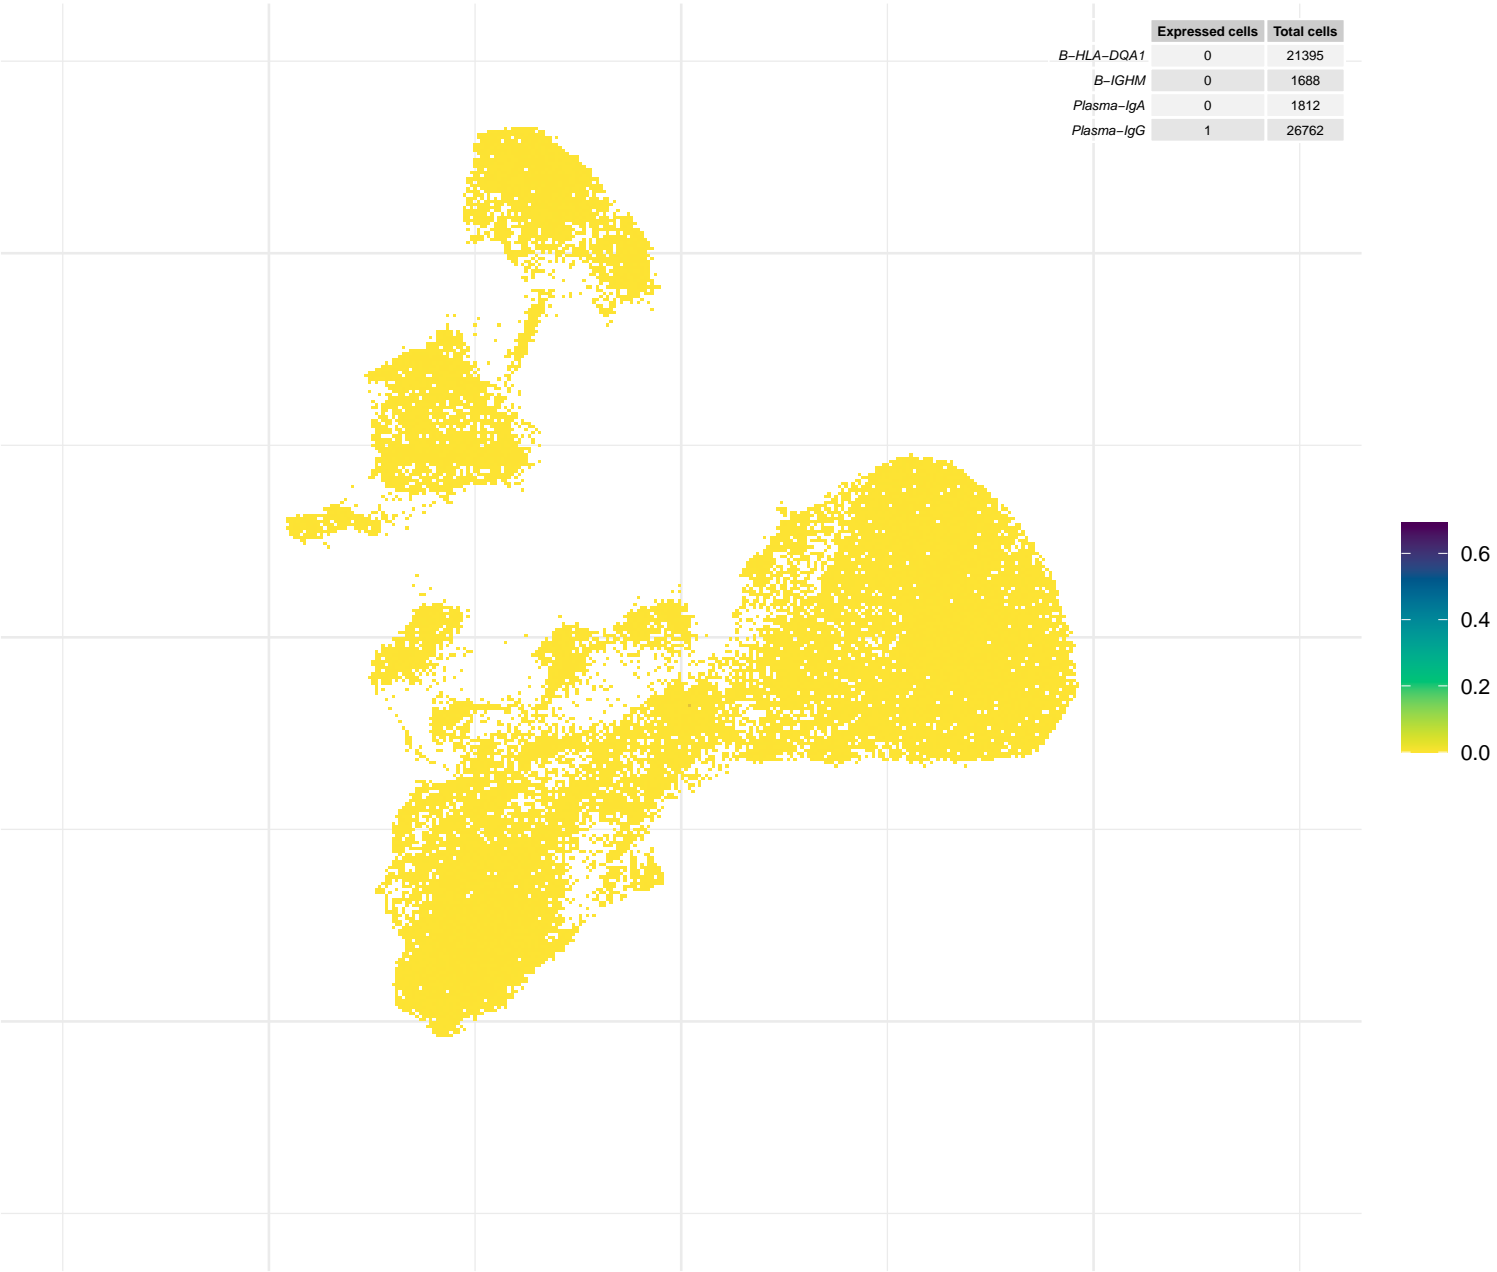 Expressed cells Total cells
B−HLA−DQA1 0 21395
B−IGHM 0 1688
Plasma−IgA 0 1812
Plasma−IgG 1 26762
0.6
0.4
0.2
0.0